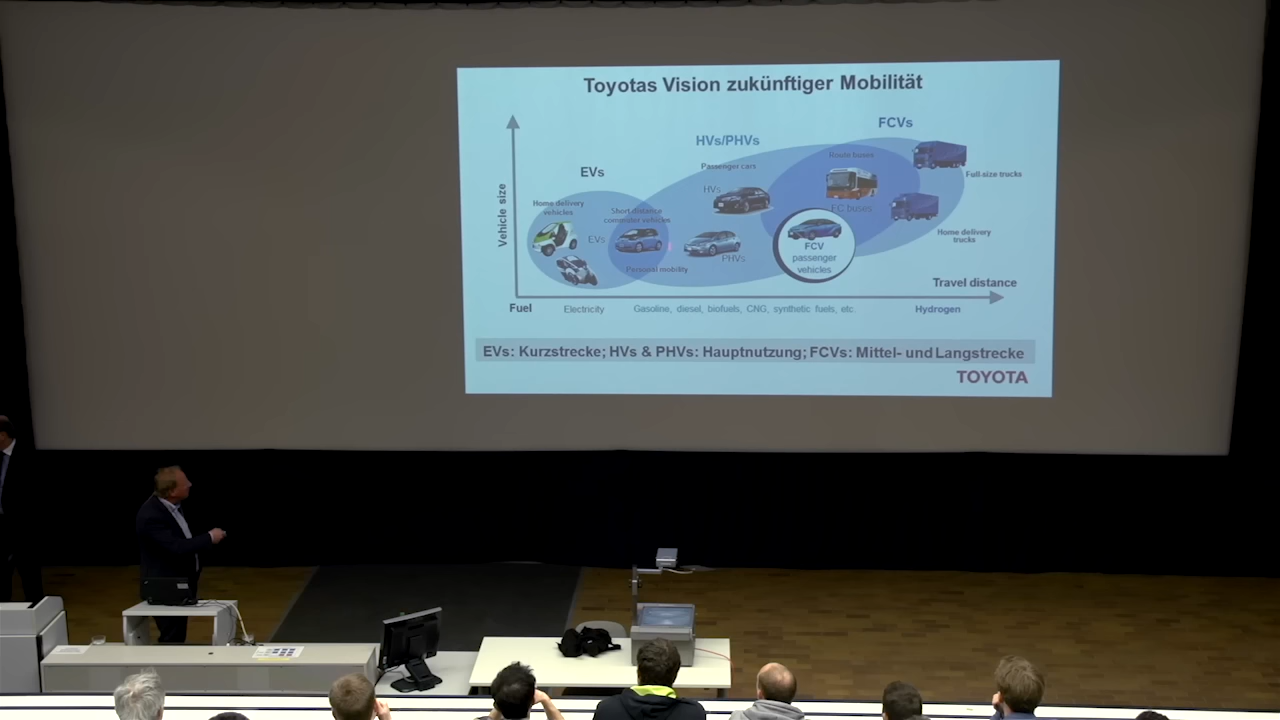 Toyotas Vision zukünftiger Mobilität
FCVs
HVs/PHVs
EVs
Vehicle size
Passenger cars
Route buses
Full-size trucks
HVs
Home delivery
vehicles
Short-distance
commuter vehicles
FC buses
EVs
PHVs
Home delivery
trucks
FCV
passenger
vehicles
Personal mobility
Travel distance
Fuel
Electricity
Gasoline, diesel, biofuels, CNG, synthetic fuels, etc.
Hydrogen
EVs: Kurzstrecke; HVs & PHVs: Hauptnutzung; FCVs: Mittel- und Langstrecke
TOYOTA